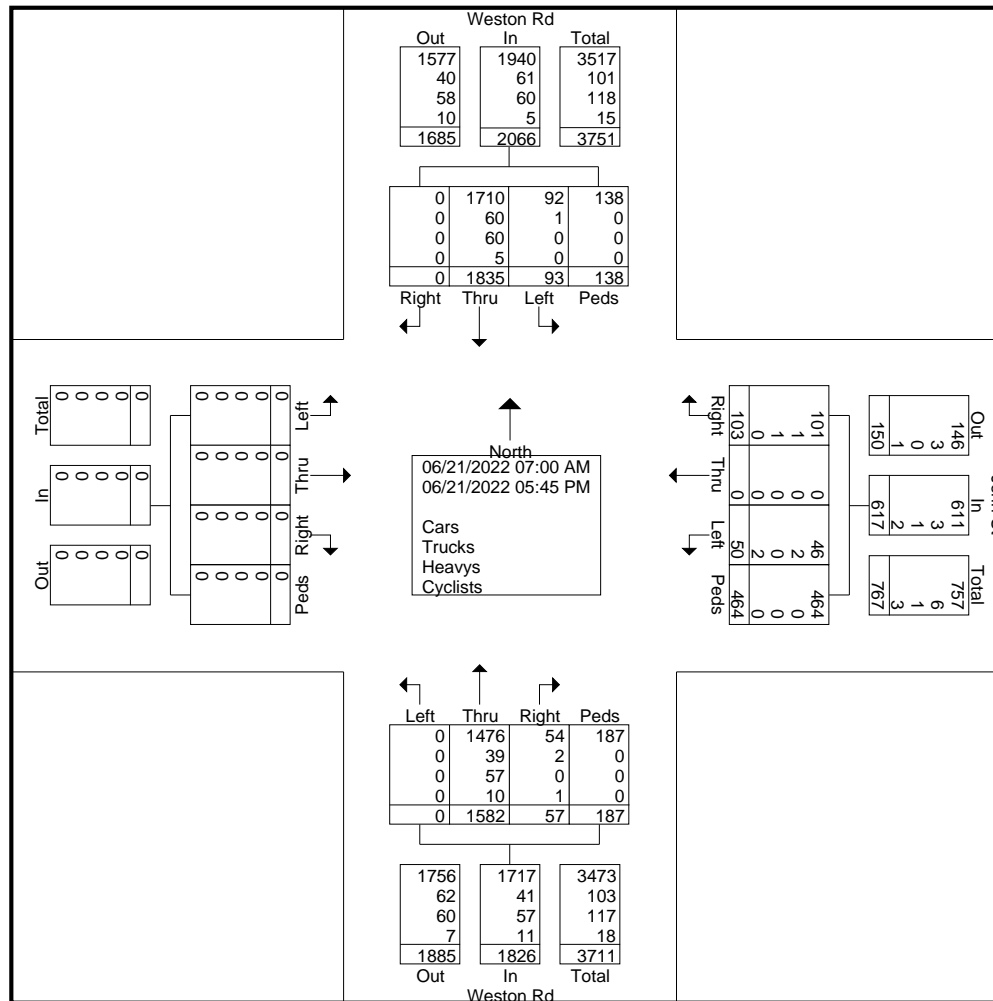 Weston Rd
Out In Total
1577 1940 3517
40 61 101
58 60 118
10 5 15
1685 2066 3751
0 1710 92 138
0 60 1 0
0 60 0 0
0 5 0 0
0 1835 93 138
Right Thru Left Peds
Out In Total
0 0 0
0 0 0
0 0 0
0 0 0
0 0 0
0 0 0 0
0 0 0 0
0 0 0 0
0 0 0 0
0 0 0 0
Peds Right Thru Left
North
06/21/2022 07:00 AM
06/21/2022 05:45 PM
Cars
Trucks
Heavys
Cyclists
Out In Total
146 611 757
3 3 6
0 1 1
1 2 3
150 617 767
101 0 46 464
1 0 2 0
1 0 0 0
0 0 2 0
103 0 50 464
Right Thru Left Peds
Left Thru Right Peds
0 1476 54 187
0 39 2 0
0 57 0 0
0 10 1 0
0 1582 57 187
1756 1717 3473
62 41 103
60 57 117
7 11 18
1885 1826 3711
Out In Total
Weston Rd